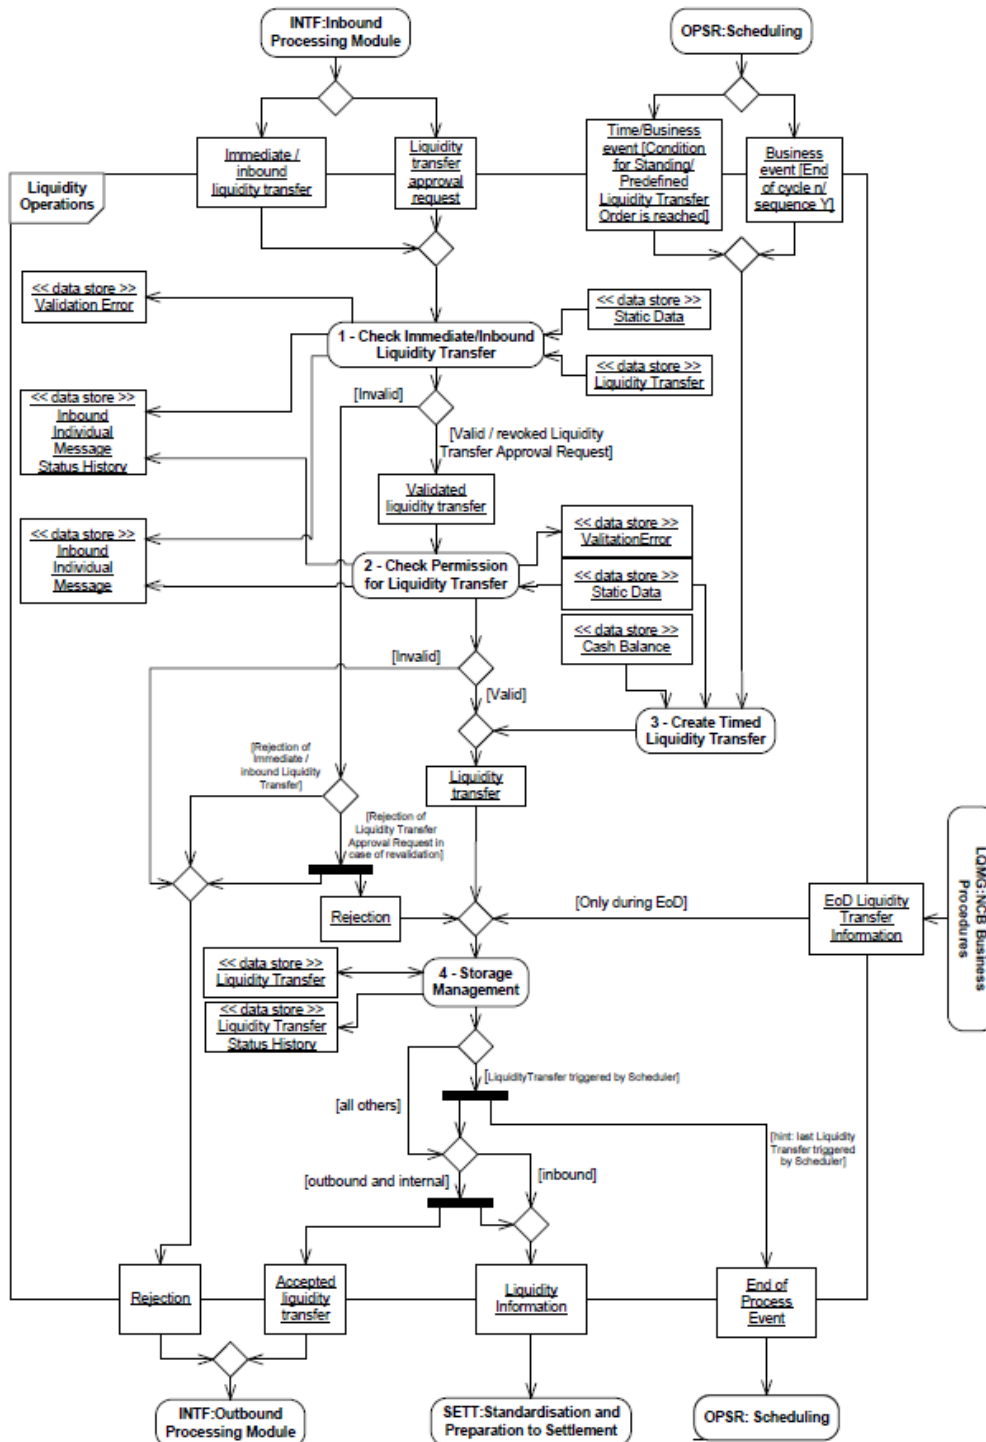 INTF:Inbound
Processing Module
OPSR:Scheduling
Immediate /
inbound
liquidity transfer
Liquidity
transfer
approval
request
Time/Business
event [Condition
for Standing/
Predefined
Liquidity Transfer
Order is reached]
Business
event [End
of cycle n/
sequence Y]
Liquidity
Operations
<< data store >>
Validation Error
<< data store >>
Static Data
1 - Check Immediate/Inbound
Liquidity Transfer
<< data store >>
Liquidity Transfer
[Invalid]
<< data store >>
Inbound
Individual
Message
Status History
[Valid / revoked Liquidity
Transfer Approval Request]
Validated
liquidity transfer
<< data store >>
ValitationError
<< data store >>
Inbound
Individual
Message
2 - Check Permission
for Liquidity Transfer
<< data store >>
Static Data
<< data store >>
Cash Balance
[Invalid]
[Valid]
3 - Create Timed
Liquidity Transfer
[Rejection of
Immediate /
inbound Liquidity
Transfer]
Liquidity
transfer
[Rejection of
Liquidity Transfer
Approval Request in
case of revalidation]
LQMG:NCB Business
Procedures
Rejection
[Only during EoD]
EoD Liquidity
Transfer
Information
<< data store >>
Liquidity Transfer
4 - Storage
Management
<< data store >>
Liquidity Transfer
Status History
[LiquidityTransfer triggered by Scheduler]
[all others]
[hint: last Liquidity
Transfer triggered
by Scheduler]
[outbound and internal]
[inbound]
Rejection
Accepted
liquidity
transfer
Liquidity
Information
End of
Process
Event
INTF:Outbound
Processing Module
SETT:Standardisation and
Preparation to Settlement
OPSR: Scheduling